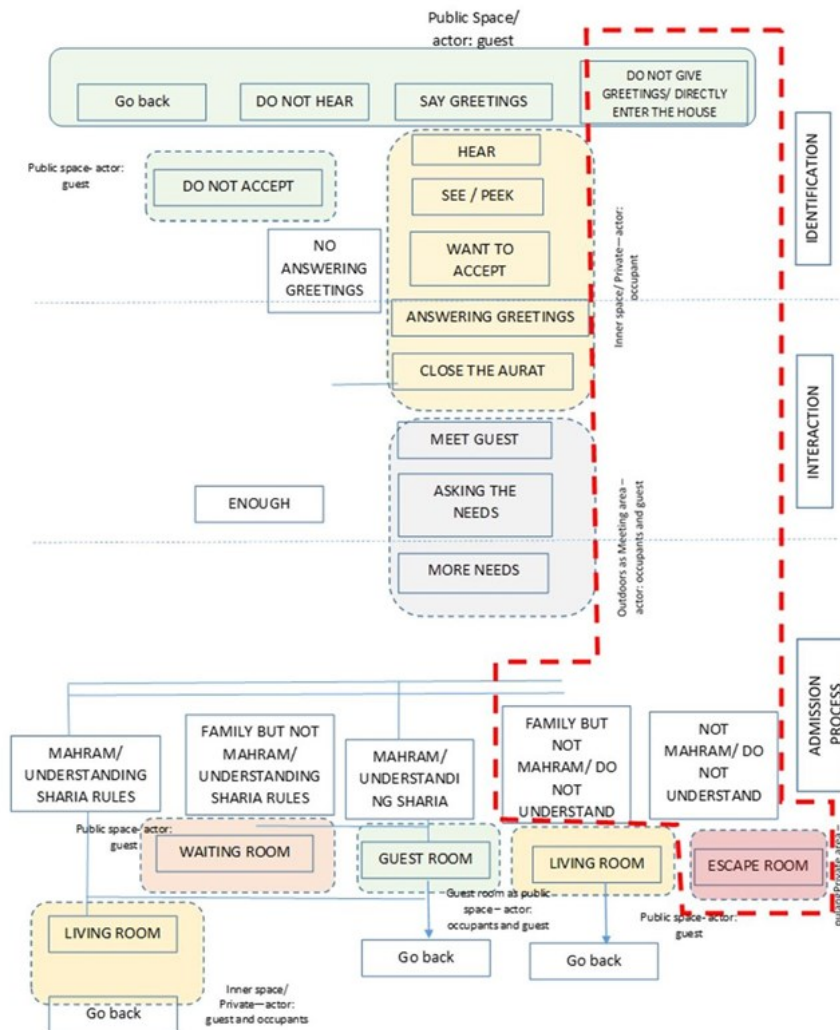 Public Space/
actor: guest
Go back
DO NOT HEAR
SAY GREETINGS
DO NOT GIVE
GREETINGS/ DIRECTLY
ENTER THE HOUSE
HEAR
Public space- actor:
guest
DO NOT ACCEPT
SEE / PEEK
NO
ANSWERING
GREETINGS
WANT TO
ACCEPT
ANSWERING GREETINGS
CLOSE THE AURAT
Inner space/ Private—actor:
occupant
IDENTIFICATION
MEET GUEST
ENOUGH
ASKING THE
NEEDS
MORE NEEDS
Outdoors as Meeting area –
actor: occupants and guest
INTERACTION
ADMISSION
PROCESS
MAHRAM/
UNDERSTANDING
SHARIA RULES
FAMILY BUT NOT
MAHRAM/
UNDERSTANDING
SHARIA RULES
MAHRAM/
UNDERSTANDI
NG SHARIA
FAMILY BUT
NOT
MAHRAM/ DO
NOT
UNDERSTAND
NOT
MAHRAM/ DO
NOT
UNDERSTAND
Public space-actor:
guest
WAITING ROOM
GUEST ROOM
LIVING ROOM
ESCAPE ROOM
Private area
Guest room as public
space – actor:
occupants and guest
Public space- actor:
guest
LIVING ROOM
Go back
Go back
Inner space/
Private—actor:
guest and occupants
Go back